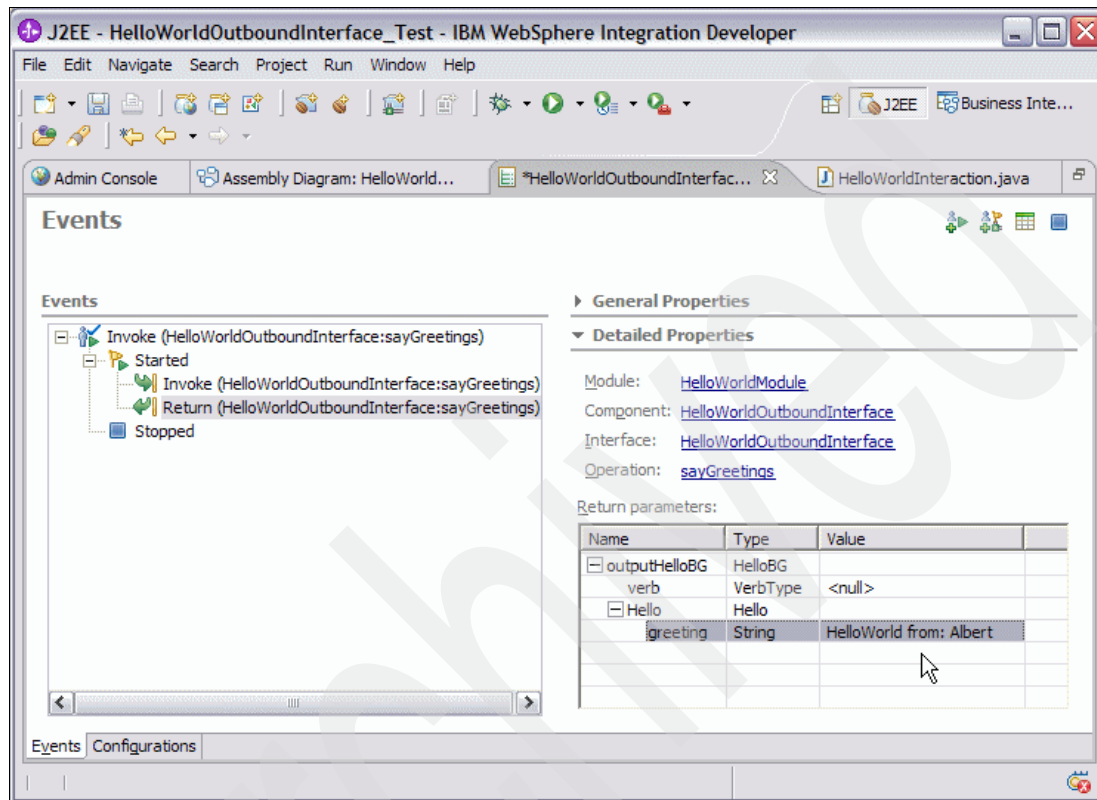 J2EE - HelloWorldOutboundInterface_Test - IBM WebSphere Integration Developer
File Edit Navigate Search Project Run Window Help
J2EE Business Inte...
Admin Console Assembly Diagram: HelloWorld... *HelloWorldOutboundInterfac... HelloWorldInteraction.java
Events
Events
Invoke (HelloWorldOutboundInterface:sayGreetings)
Started
Invoke (HelloWorldOutboundInterface:sayGreetings)
Return (HelloWorldOutboundInterface:sayGreetings)
Stopped
General Properties
Detailed Properties
Module: HelloWorldModule
Component: HelloWorldOutboundInterface
Interface: HelloWorldOutboundInterface
Operation: sayGreetings
Return parameters:
Name Type Value
outputHelloBG HelloBG
verb VerbType <null>
Hello Hello
greeting String HelloWorld from: Albert
Events Configurations